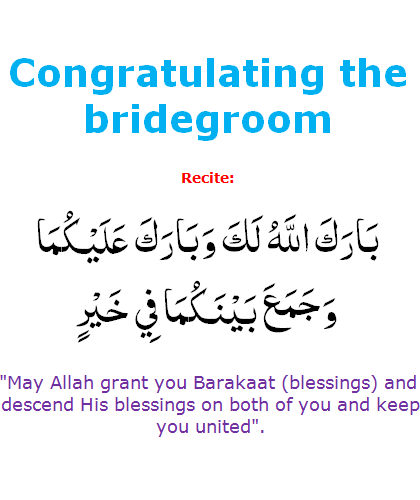 Congratulating the
bridegroom
Recite:
بَارَكَ اللَّهُ لَكَ وَبَارَكَ عَلَيْكُمَا
وَجَمَعَ بَيْنَكُمَا فِي خَيْرٍ
"May Allah grant you Barakaat (blessings) and
descend His blessings on both of you and keep
you united".